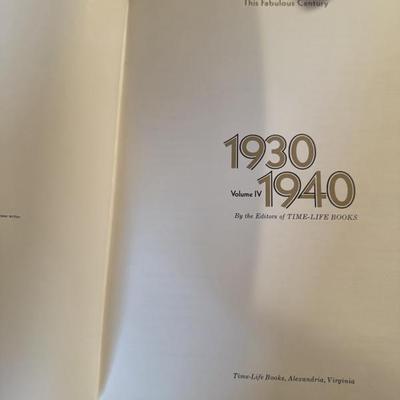 This Fabulous Century
1930
Volume IV 1940
By the Editors of TIME-LIFE BOOKS
Time-Life Books, Alexandria, Virginia